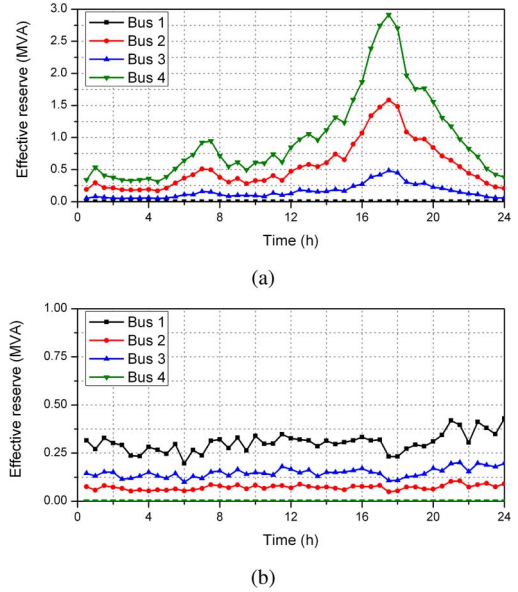 3.0
Bus 1
Bus 2
Bus 3
Bus 4
2.5
2.0
1.5
1.0
0.5
0.0
Effective reserve (MVA)
0 4 8 12 16 20 24
Time (h)
(a)
1.00
Bus 1
Bus 2
Bus 3
Bus 4
0.75
0.50
0.25
0.00
Effective reserve (MVA)
0 4 8 12 16 20 24
Time (h)
(b)